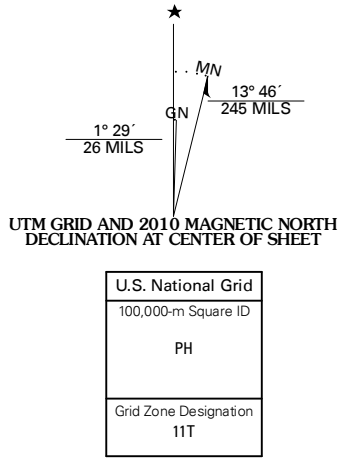 MN
GN
13° 46´
245 MILS
1° 29´
26 MILS
UTM GRID AND 2010 MAGNETIC NORTH
DECLINATION AT CENTER OF SHEET
U.S. National Grid
100,000-m Square ID
PH
Grid Zone Designation
11T